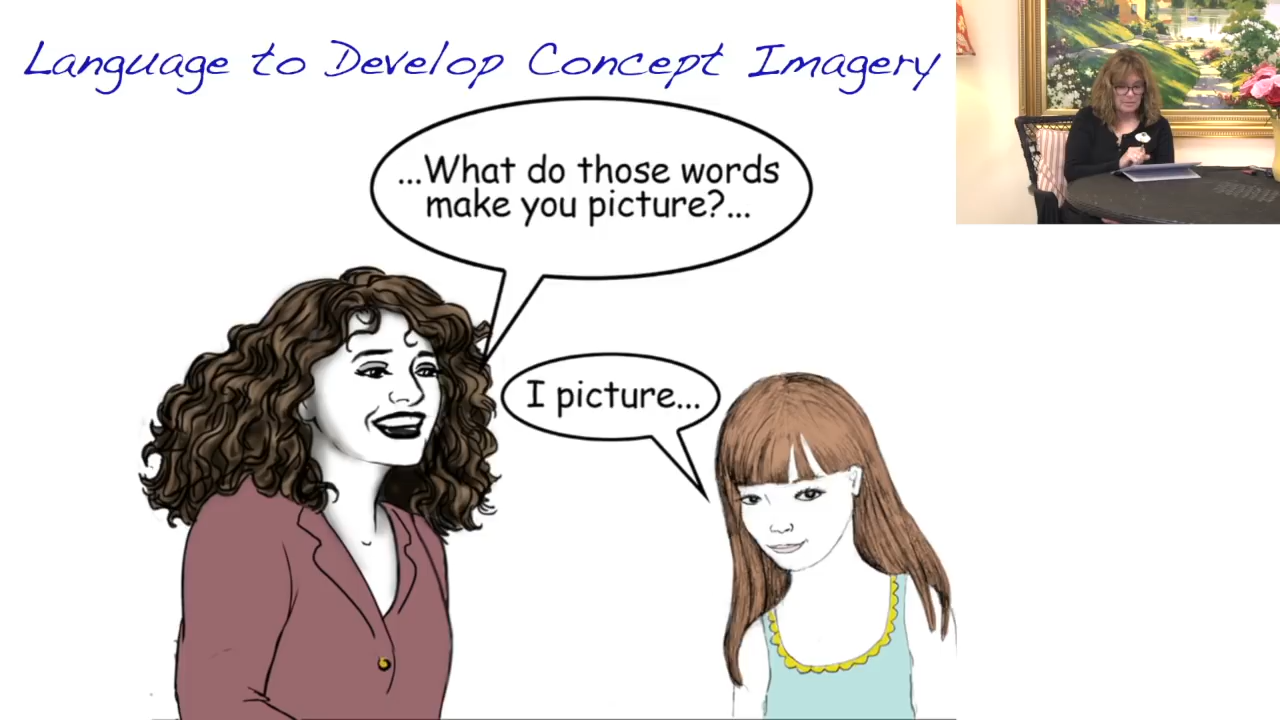 Language to Develop Concept Imagery
...What do those words
make you picture?...
I picture...